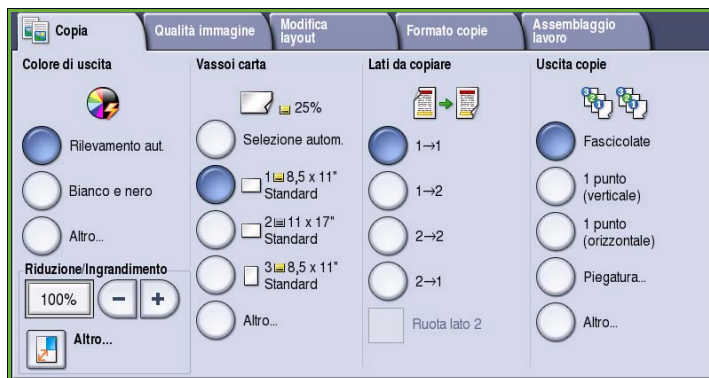 Copia
Qualità immagine
Modifica
layout
Formato copie
Assemblaggio
lavoro
Colore di uscita
Rilevamento aut.
Bianco e nero
Altro...
Riduzione/Ingrandimento
100%
Altro...
Vassoi carta
25%
Selezione autom.
1 8,5 x 11"
Standard
2 11 x 17"
Standard
3 8,5 x 11"
Standard
Altro...
Lati da copiare
1→1
1→2
2→2
2→1
Ruota lato 2
Uscita copie
Fascicolate
1 punto
(verticale)
1 punto
(orizzontale)
Piegatura...
Altro...